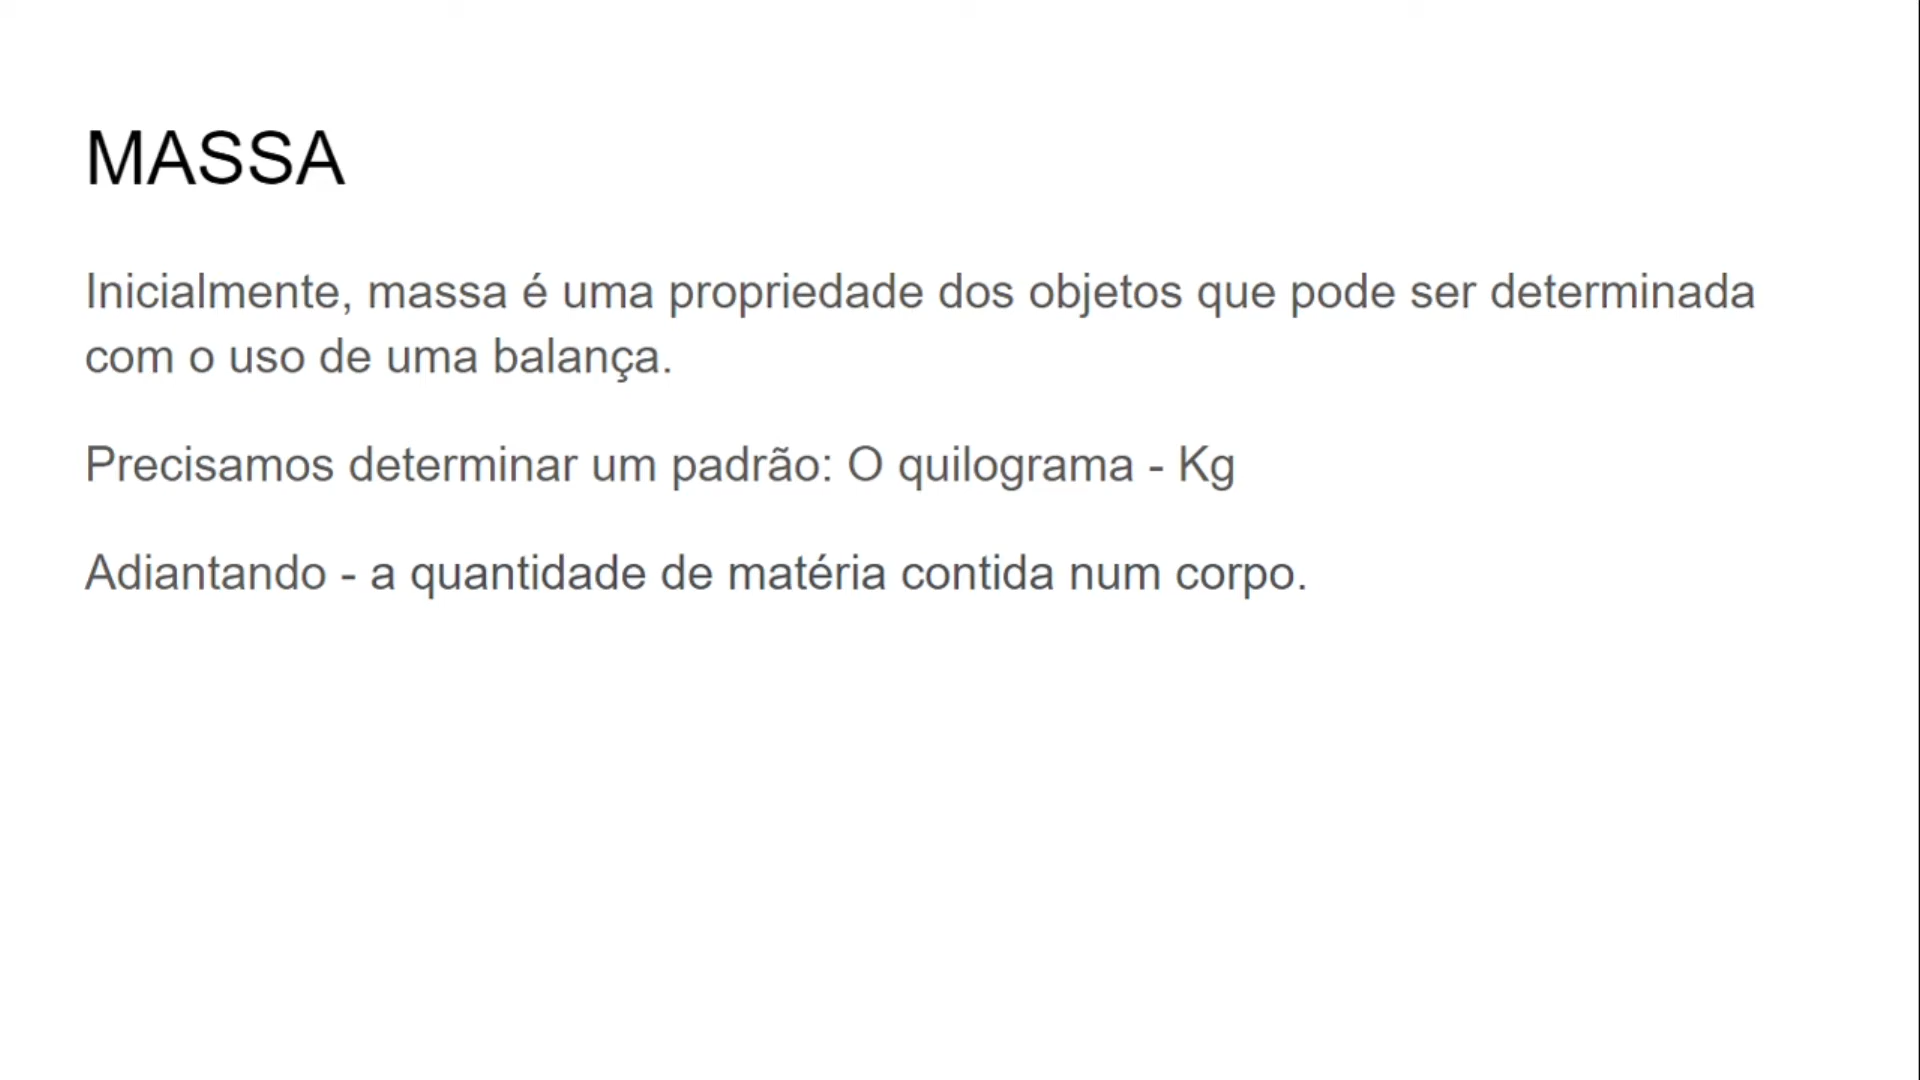 MASSA
Inicialmente, massa é uma propriedade dos objetos que pode ser determinada
com o uso de uma balança.
Precisamos determinar um padrão: O quilograma - Kg
Adiantando - a quantidade de matéria contida num corpo.